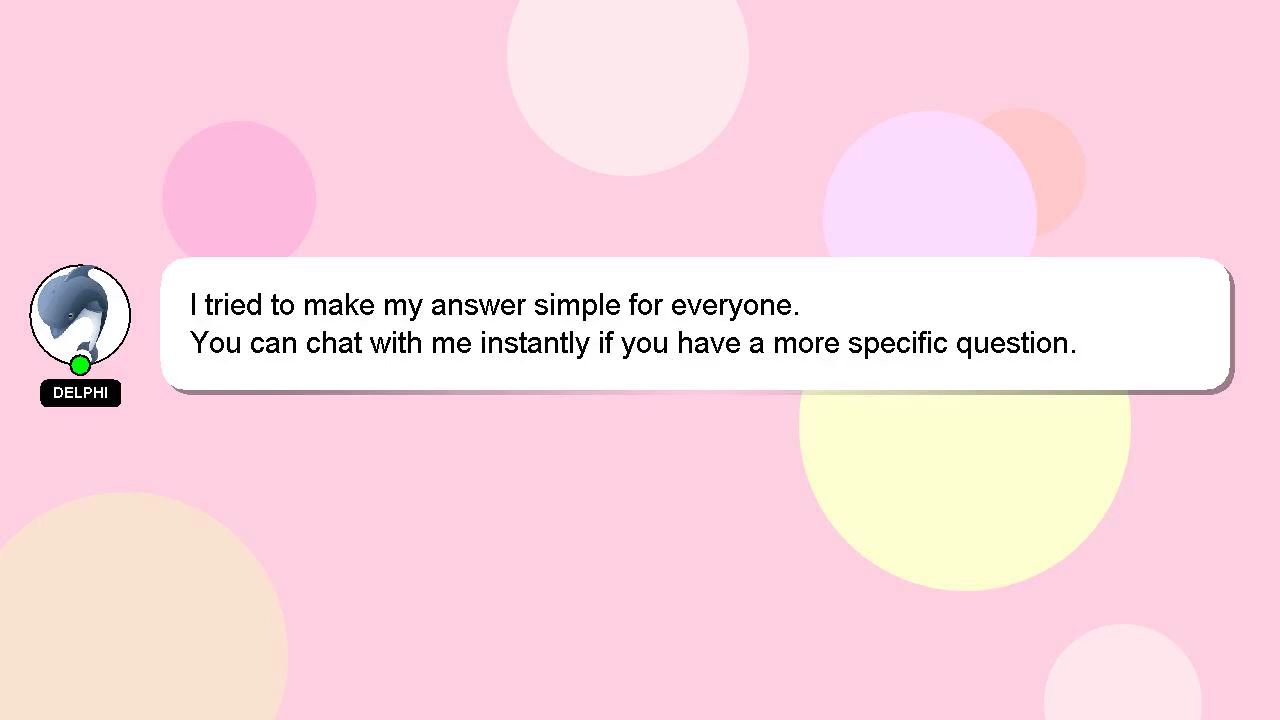 I tried to make my answer simple for everyone.
You can chat with me instantly if you have a more specific question.
DELPHI